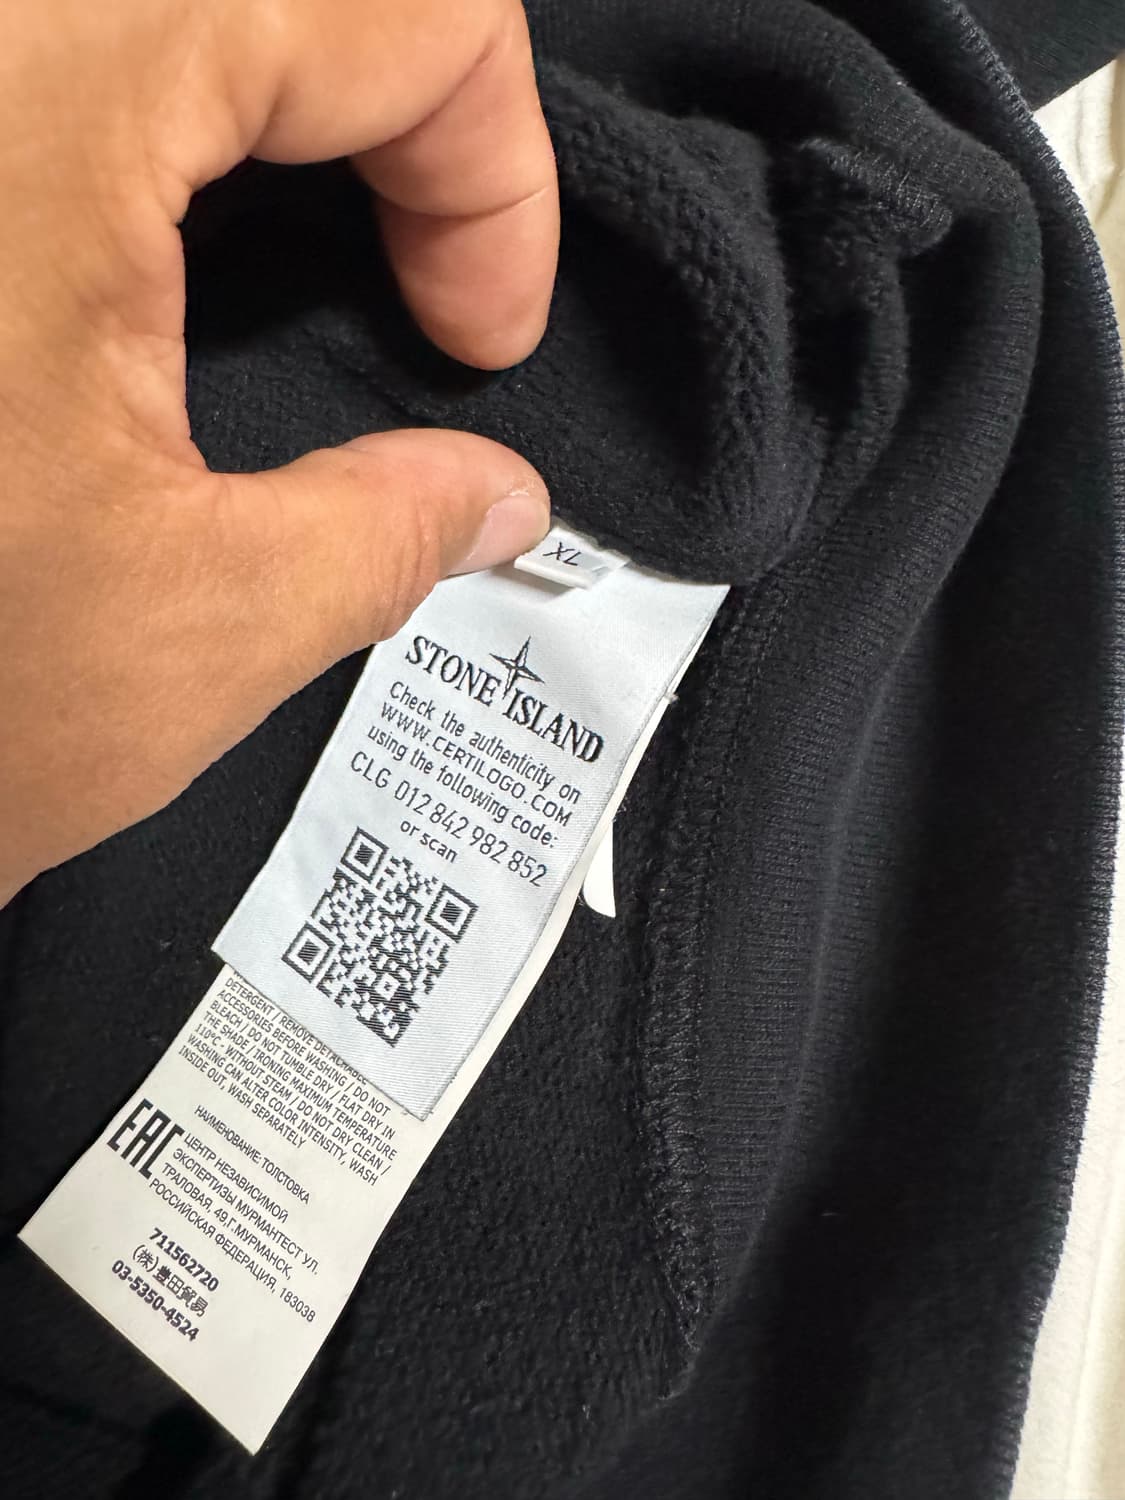 XL
STONE ISLAND
Check the authenticity on
WWW.CERTILOGO.COM
using the following code:
CLG 012 842 982 852
or scan
DETERGENT / REMOVE DETACHABLE
ACCESSORIES BEFORE WASHING / DO NOT
BLEACH / DO NOT TUMBLE DRY / FLAT DRY IN
THE SHADE / IRONING MAXIMUM TEMPERATURE
110°C - WITHOUT STEAM / DO NOT DRY CLEAN /
WASHING CAN ALTER COLOR INTENSITY, WASH
INSIDE OUT, WASH SEPARATELY
EAC
НАИМЕНОВАНИЕ: ТОЛСТОВКА
ЦЕНТР НЕЗАВИСИМОЙ
ЭКСПЕРТИЗЫ МУРМАНТЕСТ УЛ.
ТРАЛОВАЯ, 49,Г.МУРМАНСК,
РОССИЙСКАЯ ФЕДЕРАЦИЯ, 183038
711562720
(株)豊田貿易
03-5350-4524